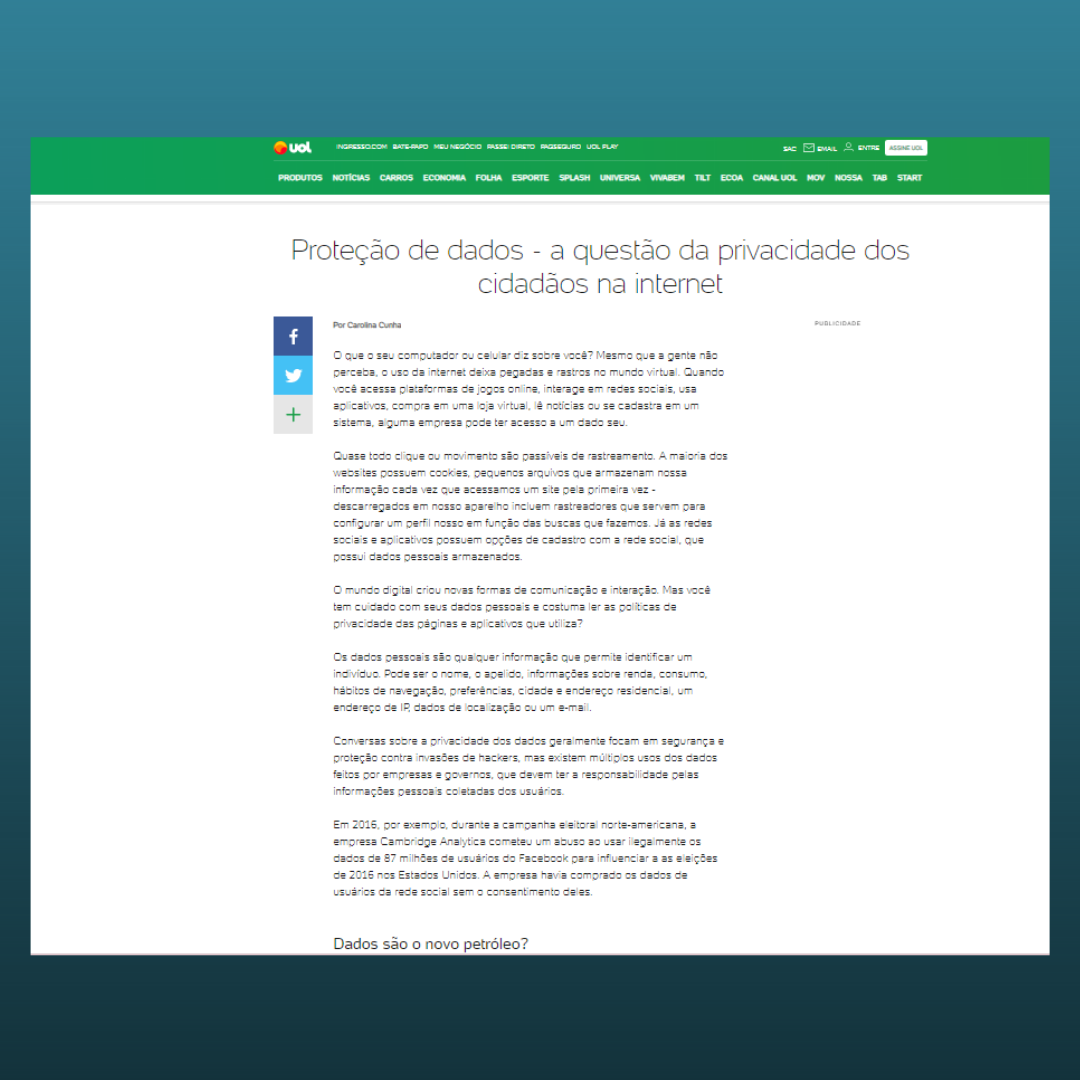 uol
INGRESSO.COM BATE-PAPO MEU NEGÓCIO PASSEI DIRETO PAGSEGURO UOL PLAY
SAC EMAIL ENTRE ASSINE UOL
PRODUTOS NOTÍCIAS CARROS ECONOMIA FOLHA ESPORTE SPLASH UNIVERSA VIVABEM TILT ECOA CANAL UOL MOV NOSSA TAB START
Proteção de dados - a questão da privacidade dos
cidadãos na internet
Por Carolina Cunha
PUBLICIDADE
O que o seu computador ou celular diz sobre você? Mesmo que a gente não
perceba, o uso da internet deixa pegadas e rastros no mundo virtual. Quando
você acessa plataformas de jogos online, interage em redes sociais, usa
aplicativos, compra em uma loja virtual, lê notícias ou se cadastra em um
sistema, alguma empresa pode ter acesso a um dado seu.
Quase todo clique ou movimento são passíveis de rastreamento. A maioria dos
websites possuem cookies, pequenos arquivos que armazenam nossa
informação cada vez que acessamos um site pela primeira vez -
descarregados em nosso aparelho incluem rastreadores que servem para
configurar um perfil nosso em função das buscas que fazemos. Já as redes
sociais e aplicativos possuem opções de cadastro com a rede social, que
possui dados pessoais armazenados.
O mundo digital criou novas formas de comunicação e interação. Mas você
tem cuidado com seus dados pessoais e costuma ler as políticas de
privacidade das páginas e aplicativos que utiliza?
Os dados pessoais são qualquer informação que permite identificar um
indivíduo. Pode ser o nome, o apelido, informações sobre renda, consumo,
hábitos de navegação, preferências, cidade e endereço residencial, um
endereço de IP, dados de localização ou um e-mail.
Conversas sobre a privacidade dos dados geralmente focam em segurança e
proteção contra invasões de hackers, mas existem múltiplos usos dos dados
feitos por empresas e governos, que devem ter a responsabilidade pelas
informações pessoais coletadas dos usuários.
Em 2016, por exemplo, durante a campanha eleitoral norte-americana, a
empresa Cambridge Analytica cometeu um abuso ao usar ilegalmente os
dados de 87 milhões de usuários do Facebook para influenciar a as eleições
de 2016 nos Estados Unidos. A empresa havia comprado os dados de
usuários da rede social sem o consentimento deles.
Dados são o novo petróleo?